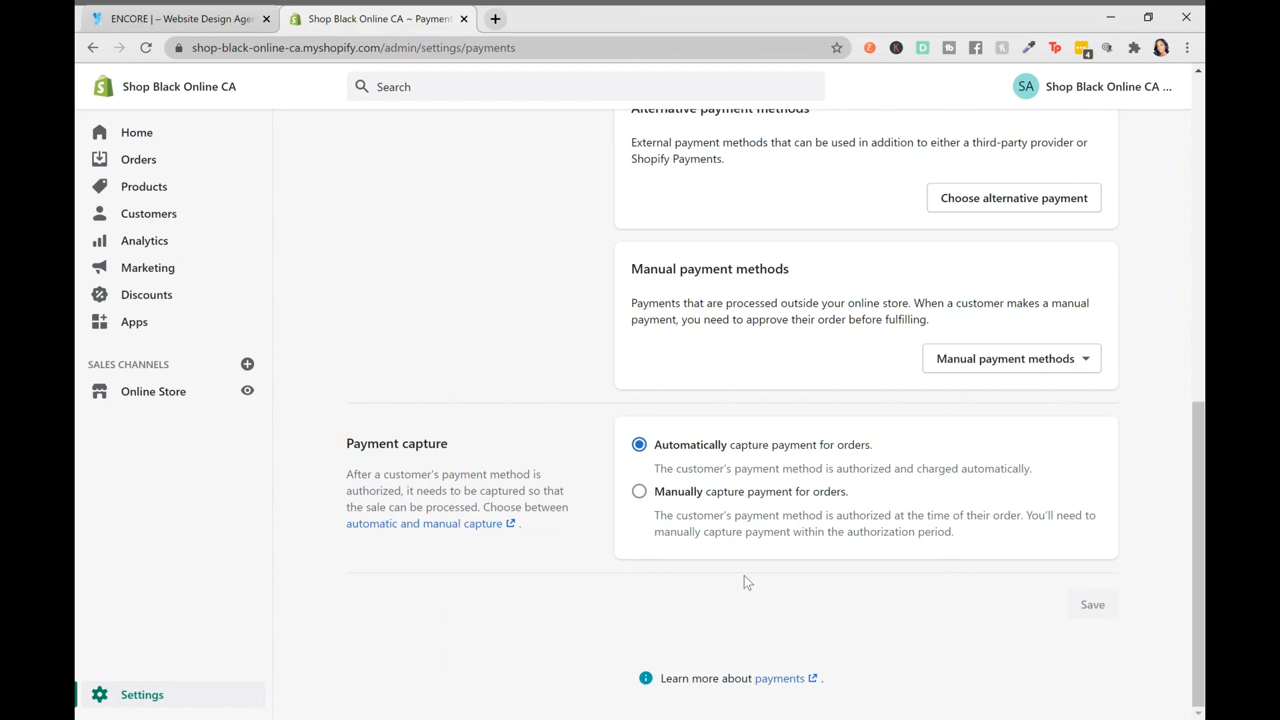 ENCORE | – Website Design Age
Shop Black Online CA ~ Payment
shop-black-online-ca.myshopify.com/admin/settings/payments
4
Shop Black Online CA
Search
SA
Shop Black Online CA ...
Home
Orders
Products
Customers
Analytics
Marketing
Discounts
Apps
SALES CHANNELS
Online Store
Settings
Alternative payment methods
External payment methods that can be used in addition to either a third-party provider or
Shopify Payments.
Choose alternative payment
Manual payment methods
Payments that are processed outside your online store. When a customer makes a manual
payment, you need to approve their order before fulfilling.
Manual payment methods
Payment capture
After a customer's payment method is
authorized, it needs to be captured so that
the sale can be processed. Choose between
automatic and manual capture .
Automatically capture payment for orders.
The customer's payment method is authorized and charged automatically.
Manually capture payment for orders.
The customer's payment method is authorized at the time of their order. You'll need to
manually capture payment within the authorization period.
Save
Learn more about payments .